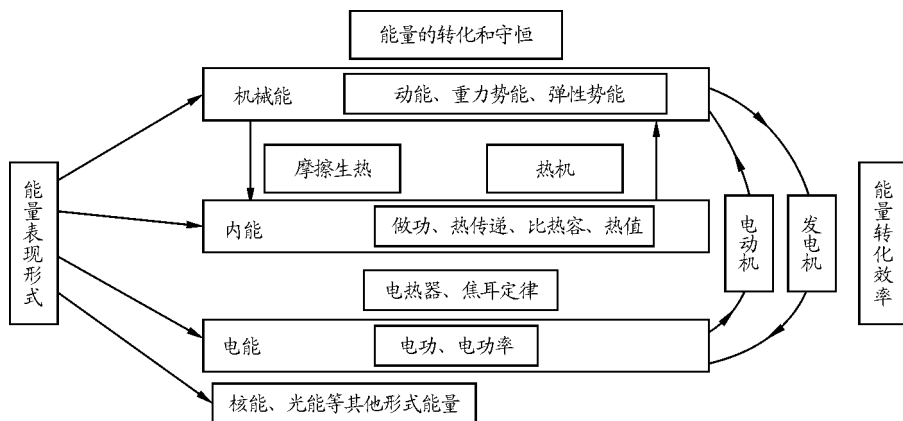 能量的转化和守恒
机械能
动能、重力势能、弹性势能
摩擦生热
热机
能量表现形式
内能
做功、热传递、比热容、热值
电动机
发电机
能量转化效率
电热器、焦耳定律
电能
电功、电功率
核能、光能等其他形式能量